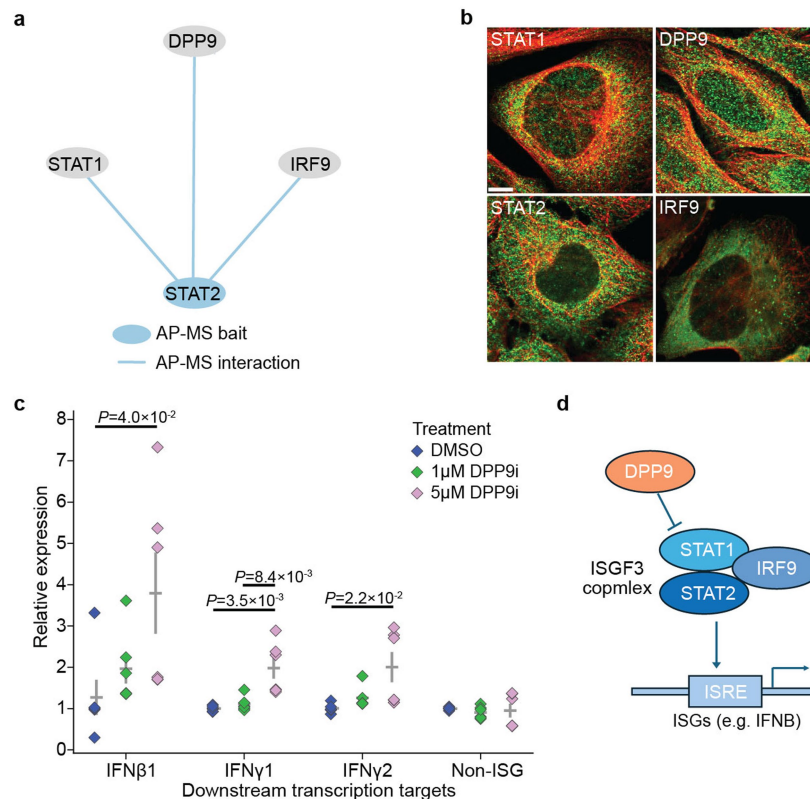 a
DPP9
STAT1
IRF9
STAT2
AP-MS bait
AP-MS interaction
b
STAT1
DPP9
STAT2
IRF9
c
P=4.0×10⁻²
P=8.4×10⁻³
P=3.5×10⁻³
P=2.2×10⁻²
Treatment
DMSO
1µM DPP9i
5µM DPP9i
Relative expression
8
7
6
5
4
3
2
1
0
IFNβ1
IFNγ1
IFNγ2
Non-ISG
Downstream transcription targets
d
DPP9
STAT1
ISGF3
copmlex
IRF9
STAT2
ISRE
ISGs (e.g. IFNB)